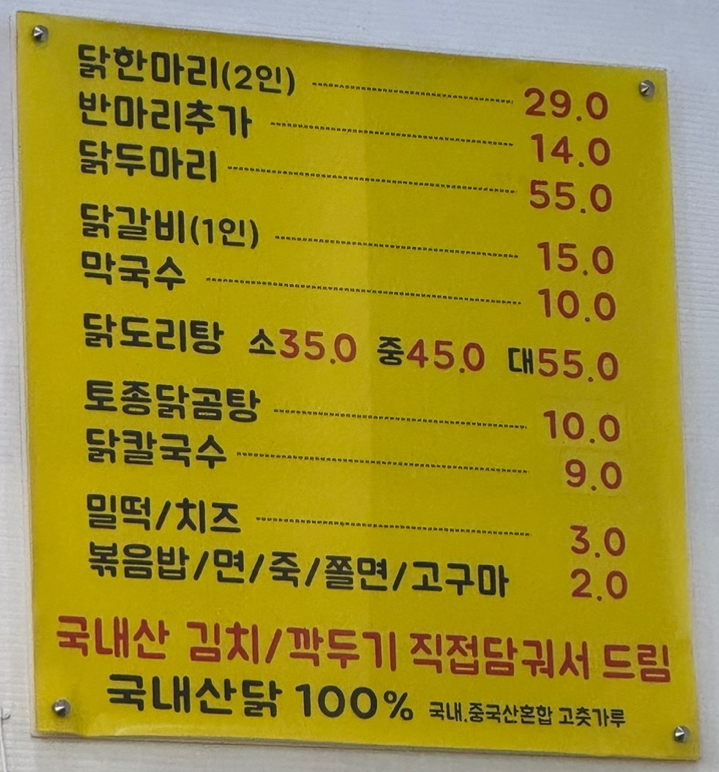 닭한마리(2인) 29.0
반마리추가 14.0
닭두마리 55.0
닭갈비(1인) 15.0
막국수 10.0
닭도리탕 소35.0 중45.0 대55.0
토종닭곰탕 10.0
닭칼국수 9.0
밀떡/치즈 3.0
볶음밥/면/죽/쫄면/고구마 2.0
국내산 김치/깍두기 직접담궈서 드림
국내산닭 100% 국내.중국산혼합 고춧가루